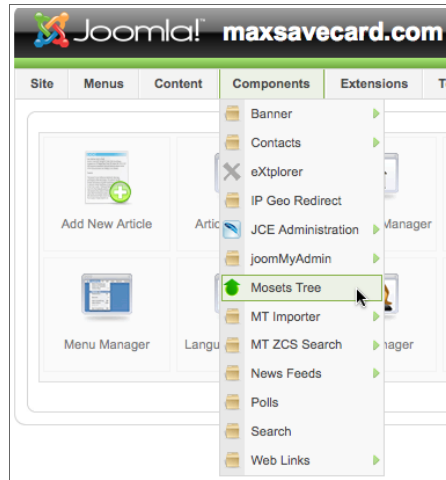 Joomla! maxsavecard.com
Site Menus Content Components Extensions
Banner
Contacts
eXtplorer
IP Geo Redirect
JCE Administration
joomMyAdmin
Mosets Tree
MT Importer
MT ZCS Search
News Feeds
Polls
Search
Web Links
Add New Article
Manager
Menu Manager